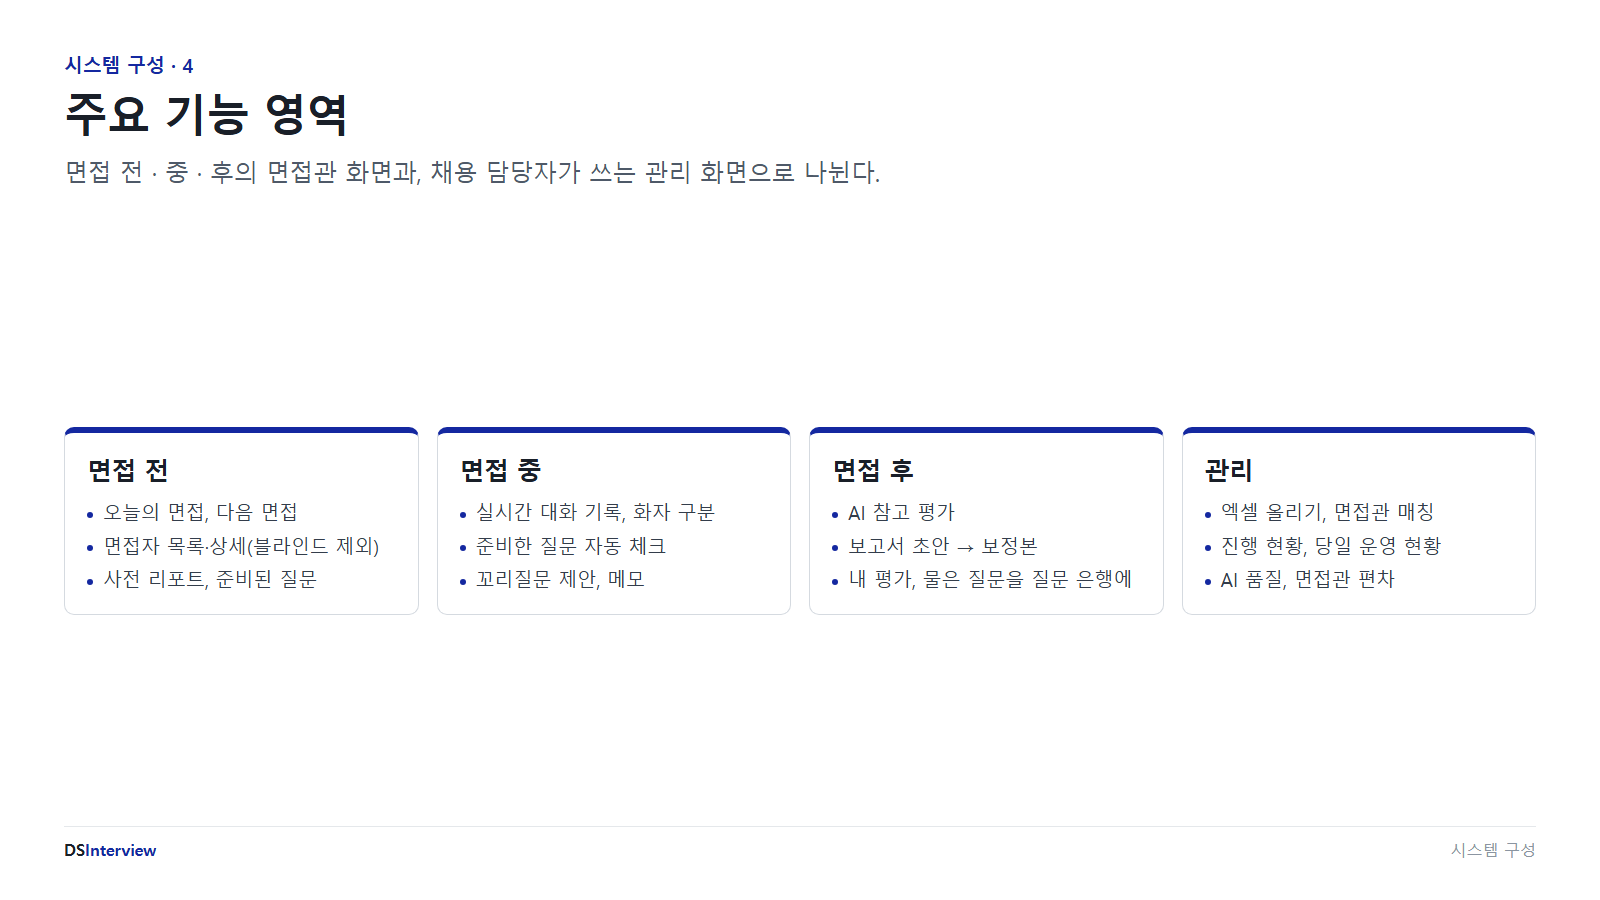 시스템 구성 · 4
주요 기능 영역
면접 전 · 중 · 후의 면접관 화면과, 채용 담당자가 쓰는 관리 화면으로 나뉜다.
면접 전
• 오늘의 면접, 다음 면접
• 면접자 목록·상세(블라인드 제외)
• 사전 리포트, 준비된 질문
면접 중
• 실시간 대화 기록, 화자 구분
• 준비한 질문 자동 체크
• 꼬리질문 제안, 메모
면접 후
• AI 참고 평가
• 보고서 초안 → 보정본
• 내 평가, 물은 질문을 질문 은행에
관리
• 엑셀 올리기, 면접관 매칭
• 진행 현황, 당일 운영 현황
• AI 품질, 면접관 편차
DSInterview
시스템 구성